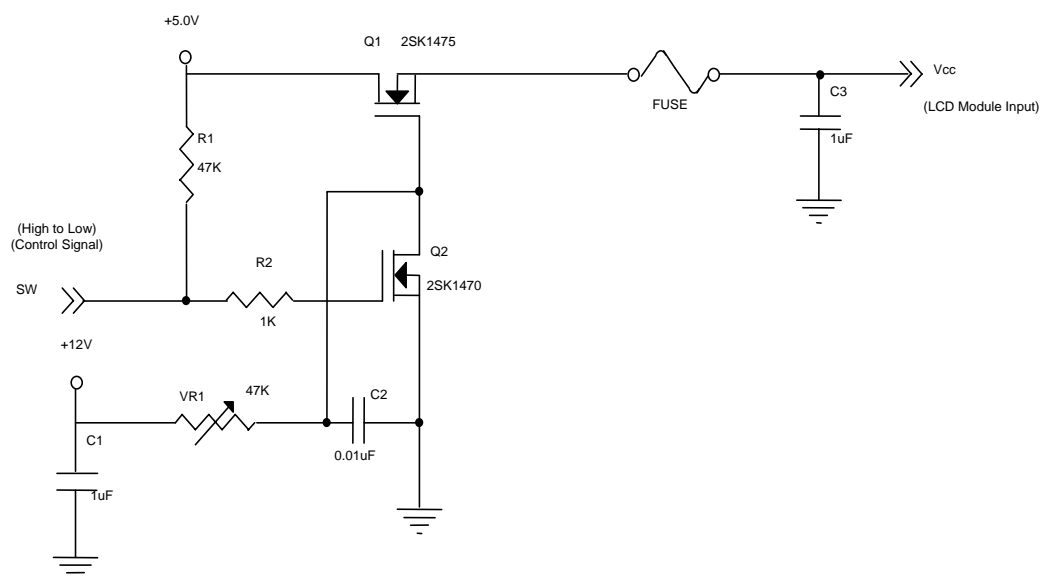 +5.0V
Q1 2SK1475
Vcc
FUSE
C3
(LCD Module Input)
R1
1uF
47K
(High to Low)
(Control Signal)
Q2
R2
SW
2SK1470
1K
+12V
47K
VR1
C2
C1
0.01uF
1uF